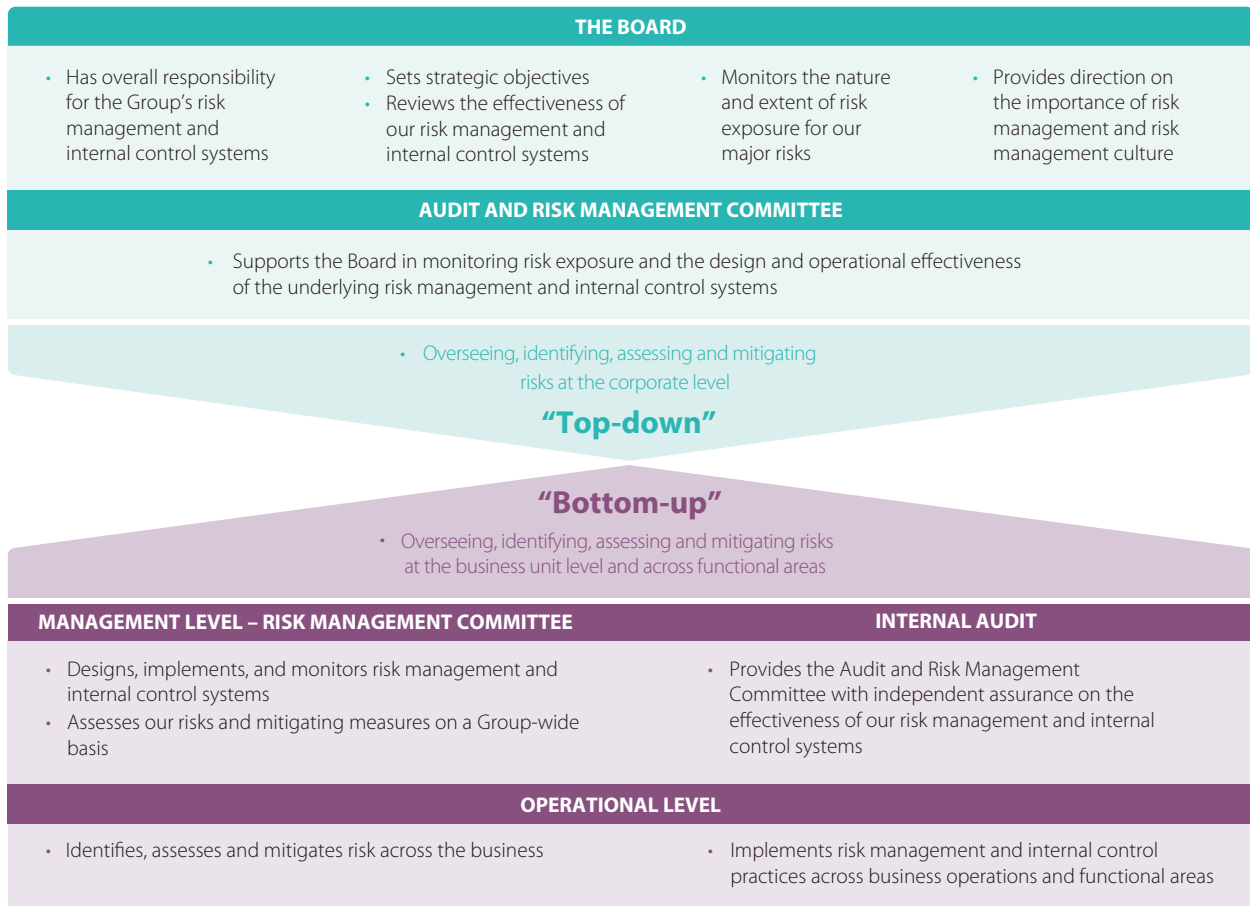 THE BOARD
• Has overall responsibility
for the Group’s risk
management and
internal control systems
• Sets strategic objectives
• Reviews the effectiveness of
our risk management and
internal control systems
• Monitors the nature
and extent of risk
exposure for our
major risks
• Provides direction on
the importance of risk
management and risk
management culture
AUDIT AND RISK MANAGEMENT COMMITTEE
• Supports the Board in monitoring risk exposure and the design and operational effectiveness
of the underlying risk management and internal control systems
• Overseeing, identifying, assessing and mitigating
risks at the corporate level
“Top-down”
“Bottom-up”
• Overseeing, identifying, assessing and mitigating risks
at the business unit level and across functional areas
MANAGEMENT LEVEL – RISK MANAGEMENT COMMITTEE
• Designs, implements, and monitors risk management and
internal control systems
• Assesses our risks and mitigating measures on a Group-wide
basis
INTERNAL AUDIT
• Provides the Audit and Risk Management
Committee with independent assurance on the
effectiveness of our risk management and internal
control systems
OPERATIONAL LEVEL
• Identifies, assesses and mitigates risk across the business
• Implements risk management and internal control
practices across business operations and functional areas